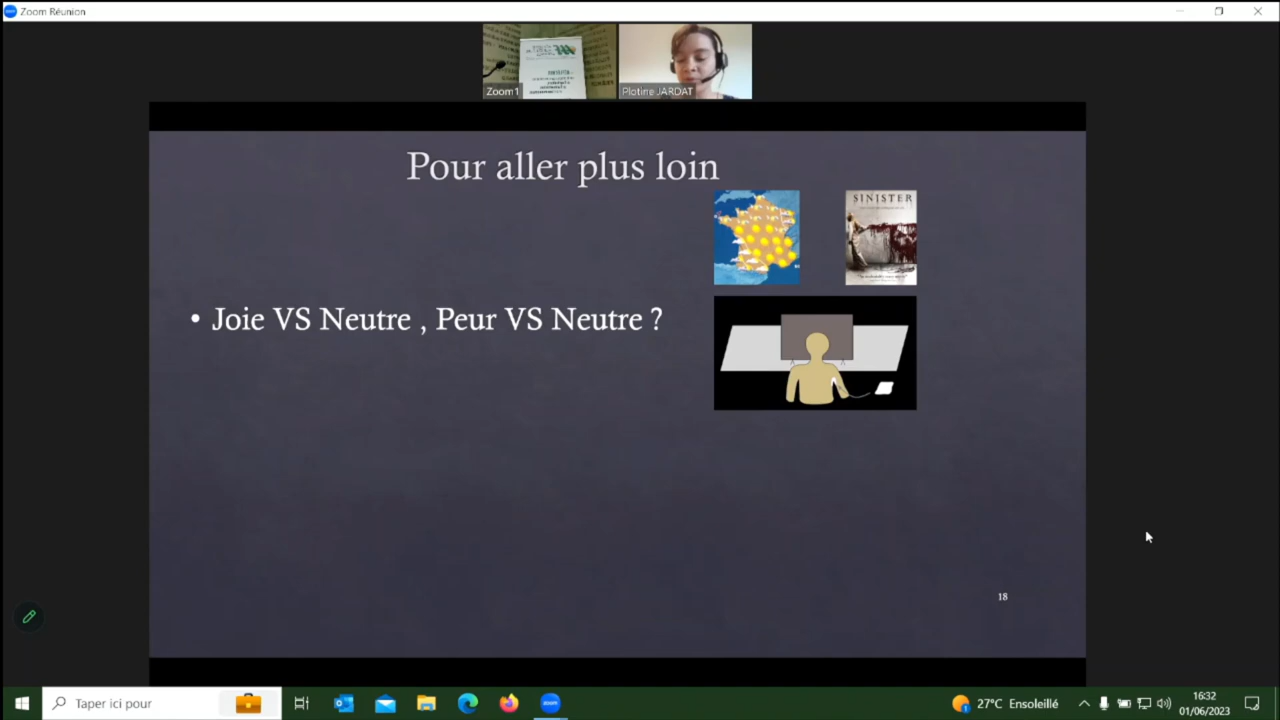 Zoom Réunion
Zoom1
Plotine JARDAT
Pour aller plus loin
SINISTER
• Joie VS Neutre , Peur VS Neutre ?
18
Taper ici pour
zoom
27°C Ensoleillé
16:32
01/06/2023